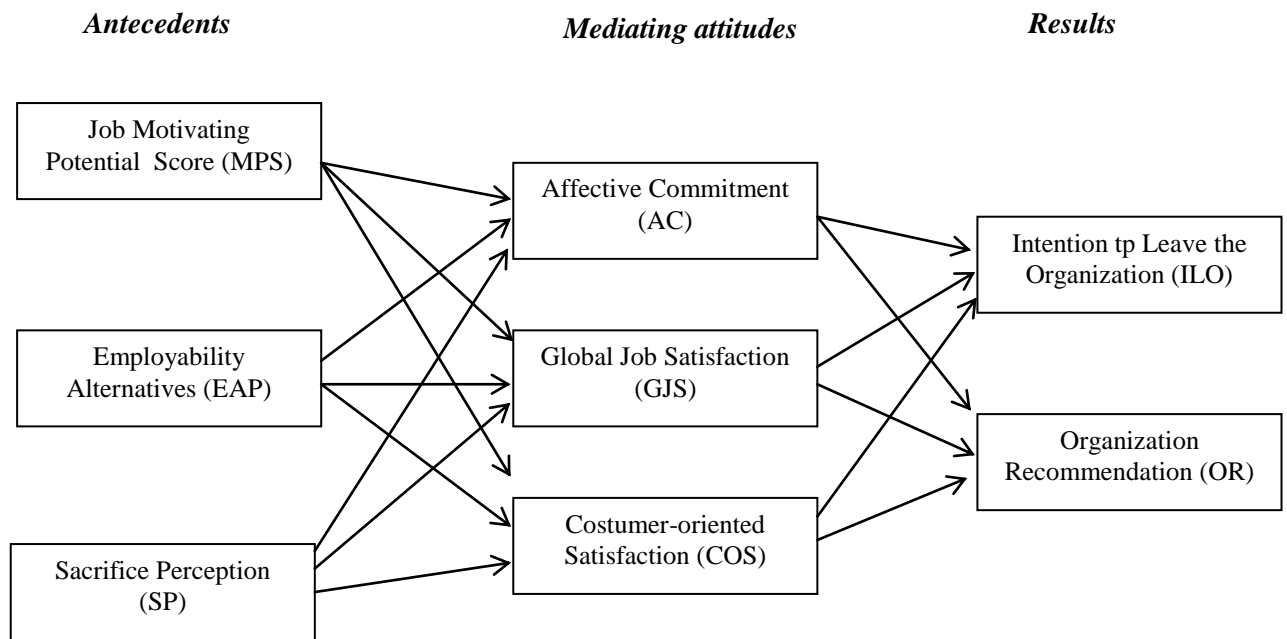 Antecedents
Mediating attitudes
Results
Job Motivating
Potential Score (MPS)
Employability
Alternatives (EAP)
Sacrifice Perception
(SP)
Affective Commitment
(AC)
Global Job Satisfaction
(GJS)
Costumer-oriented
Satisfaction (COS)
Intention tp Leave the
Organization (ILO)
Organization
Recommendation (OR)